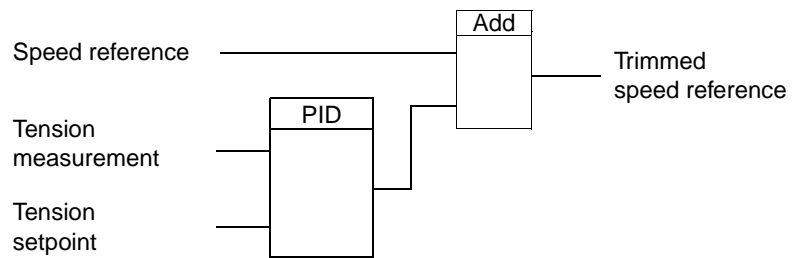 Add
Speed reference
Trimmed
speed reference
PID
Tension
measurement
Tension
setpoint